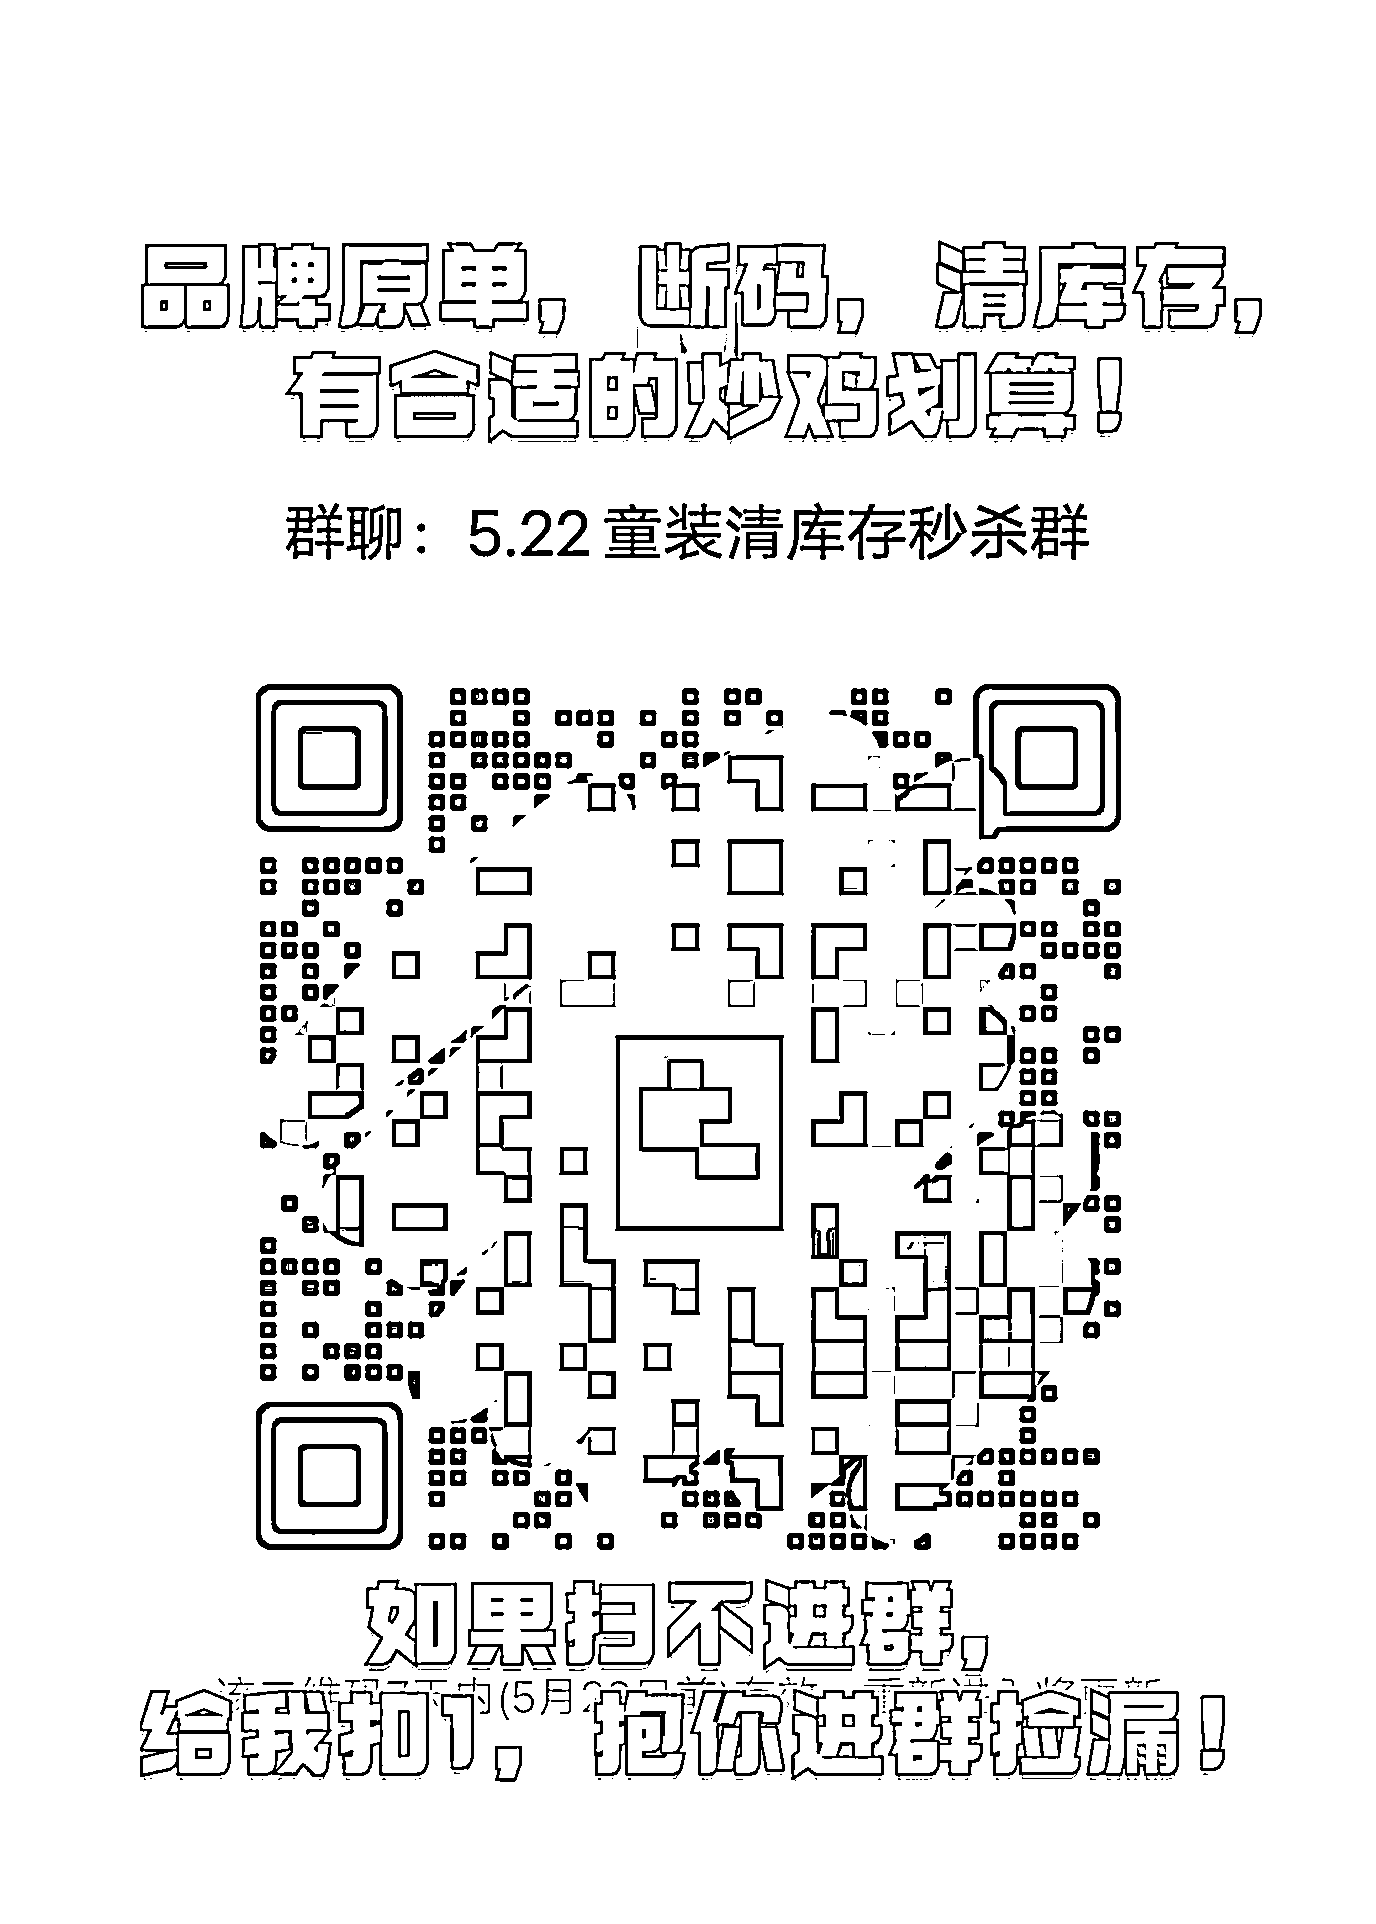 品牌原单，断码，清库存，
有合适的炒鸡划算！
群聊：5.22童装清库存秒杀群
如果扫不进群，
给我扣1，抱你进群捡漏！